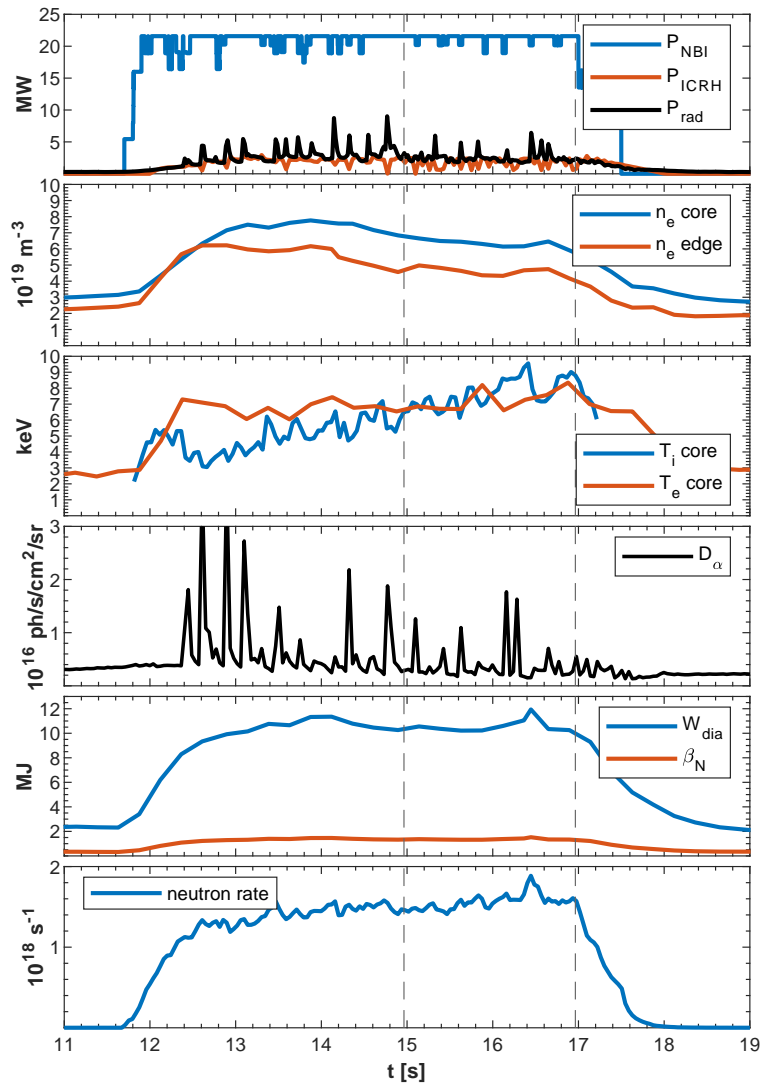 25
20
15
10
5
MW
P_NBI
P_ICRH
P_rad
10
9
8
7
6
5
4
3
2
1
10^19 m^-3
n_e core
n_e edge
10
9
8
7
6
5
4
3
2
1
keV
T_i core
T_e core
3
2
1
10^16 ph/s/cm^2/sr
D_α
12
10
8
6
4
2
MJ
W_dia
β_N
2
1
10^18 s^-1
neutron rate
11 12 13 14 15 16 17 18 19
t [s]